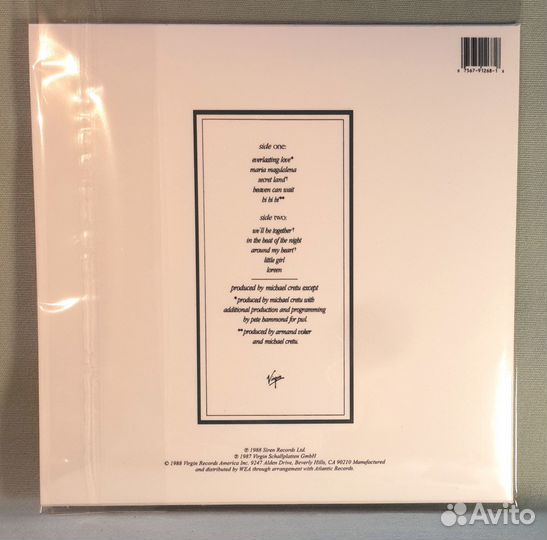 7567-91268-1
side one:
everlasting love*
maria magdalena
secret land†
heaven can wait
hi hi hi**
side two:
we'll be together†
in the heat of the night
around my heart†
little girl
loreen
produced by michael cretu except
*produced by michael cretu with
additional production and programming
by pete hammond for pwl.
**produced by armand volker
and michael cretu.
Virgin
℗ 1988 Siren Records Ltd.
℗ 1987 Virgin Schallplatten GmbH
© 1988 Virgin Records America Inc. 9247 Alden Drive, Beverly Hills, CA 90210 Manufactured
and distributed by WEA through arrangement with Atlantic Records.
Avito